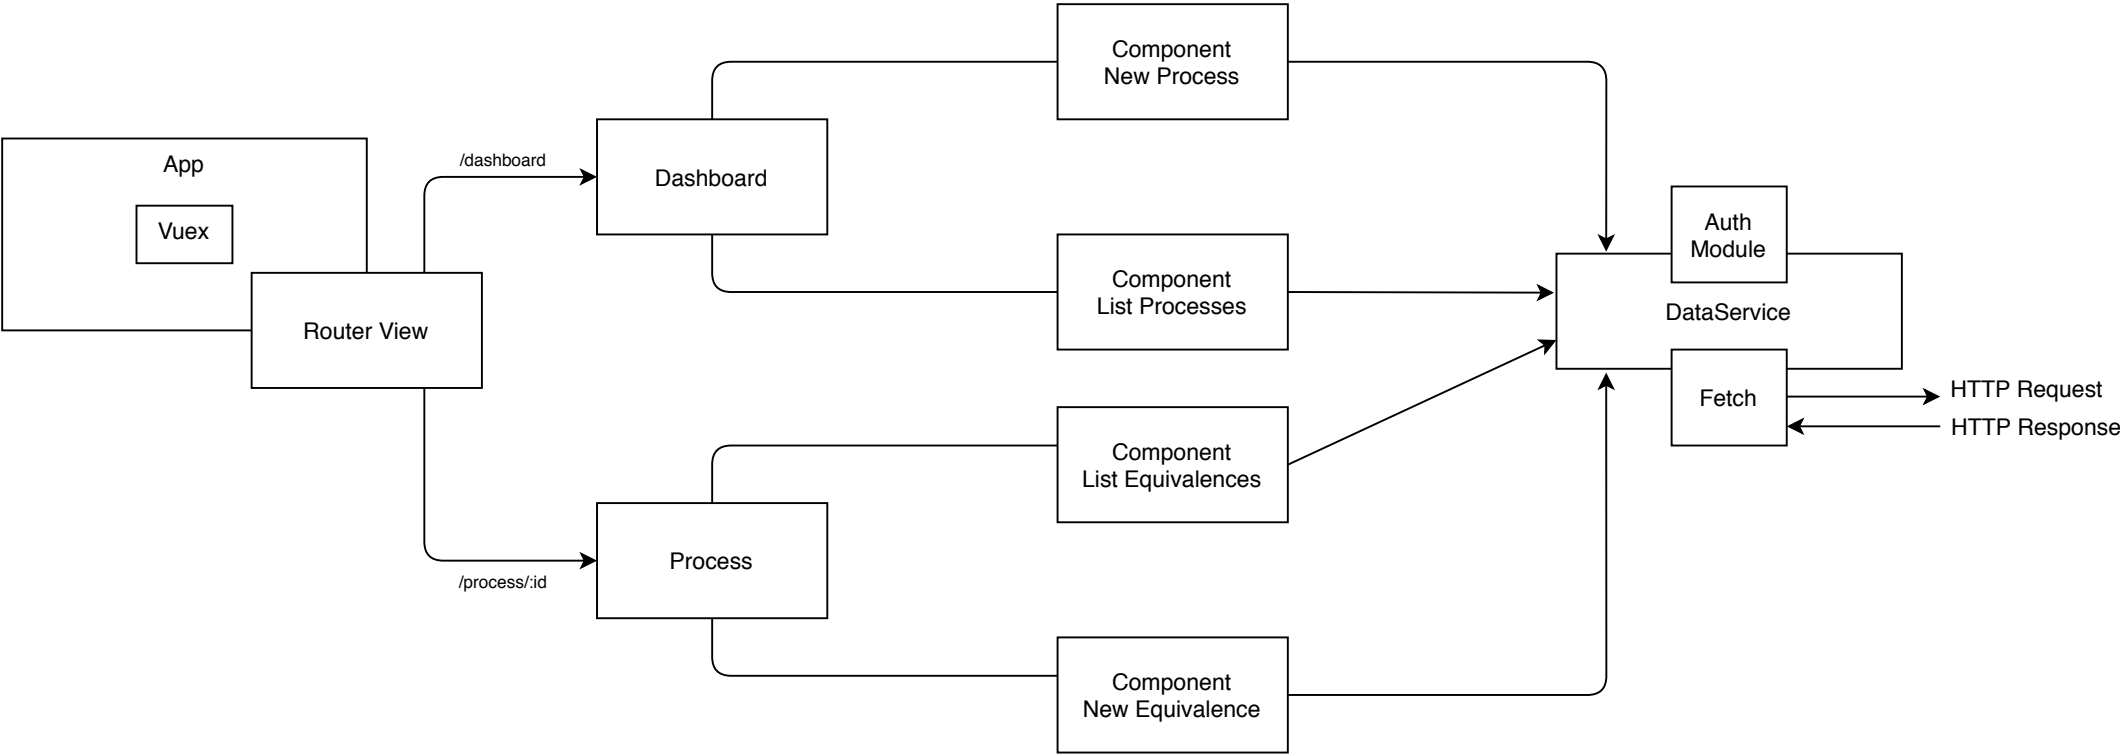 App
Vuex
Router View
/dashboard
/process/:id
Dashboard
Process
Component
New Process
Component
List Processes
Component
List Equivalences
Component
New Equivalence
Auth
Module
DataService
Fetch
HTTP Request
HTTP Response